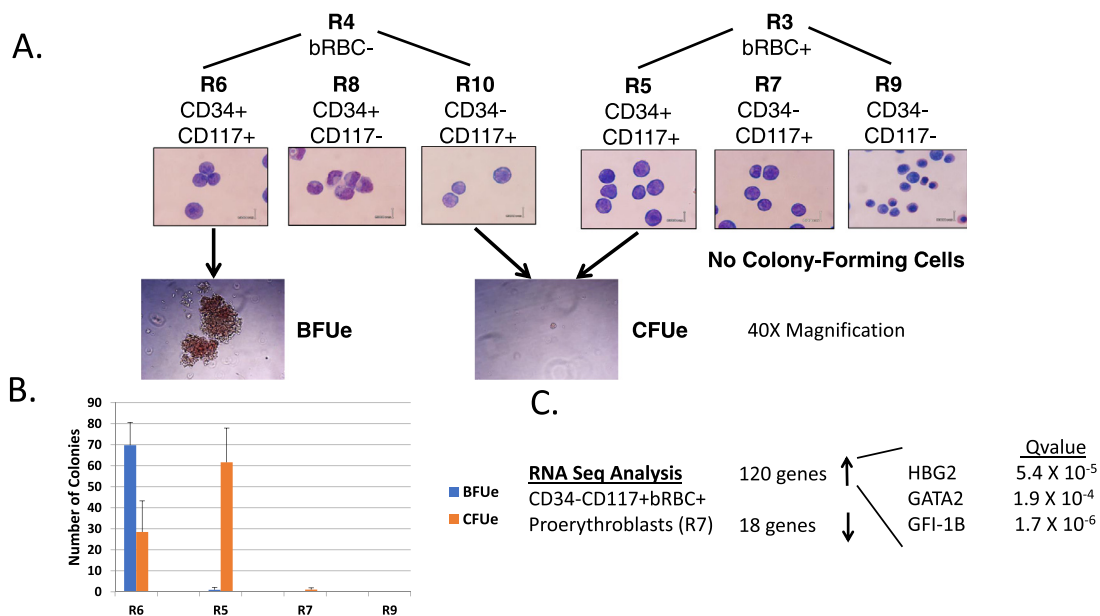 A.
R4
bRBC-
R3
bRBC+
R6
CD34+
CD117+
R8
CD34+
CD117-
R10
CD34-
CD117+
R5
CD34+
CD117+
R7
CD34-
CD117+
R9
CD34-
CD117-
No Colony-Forming Cells
BFUe
CFUe
40X Magnification
B.
Number of Colonies
90
80
70
60
50
40
30
20
10
0
R6
R5
R7
R9
BFUe
CFUe
C.
RNA Seq Analysis
CD34-CD117+bRBC+
Proerythroblasts (R7)
120 genes
18 genes
Qvalue
HBG2 5.4 X 10⁻⁵
GATA2 1.9 X 10⁻⁴
GFI-1B 1.7 X 10⁻⁶